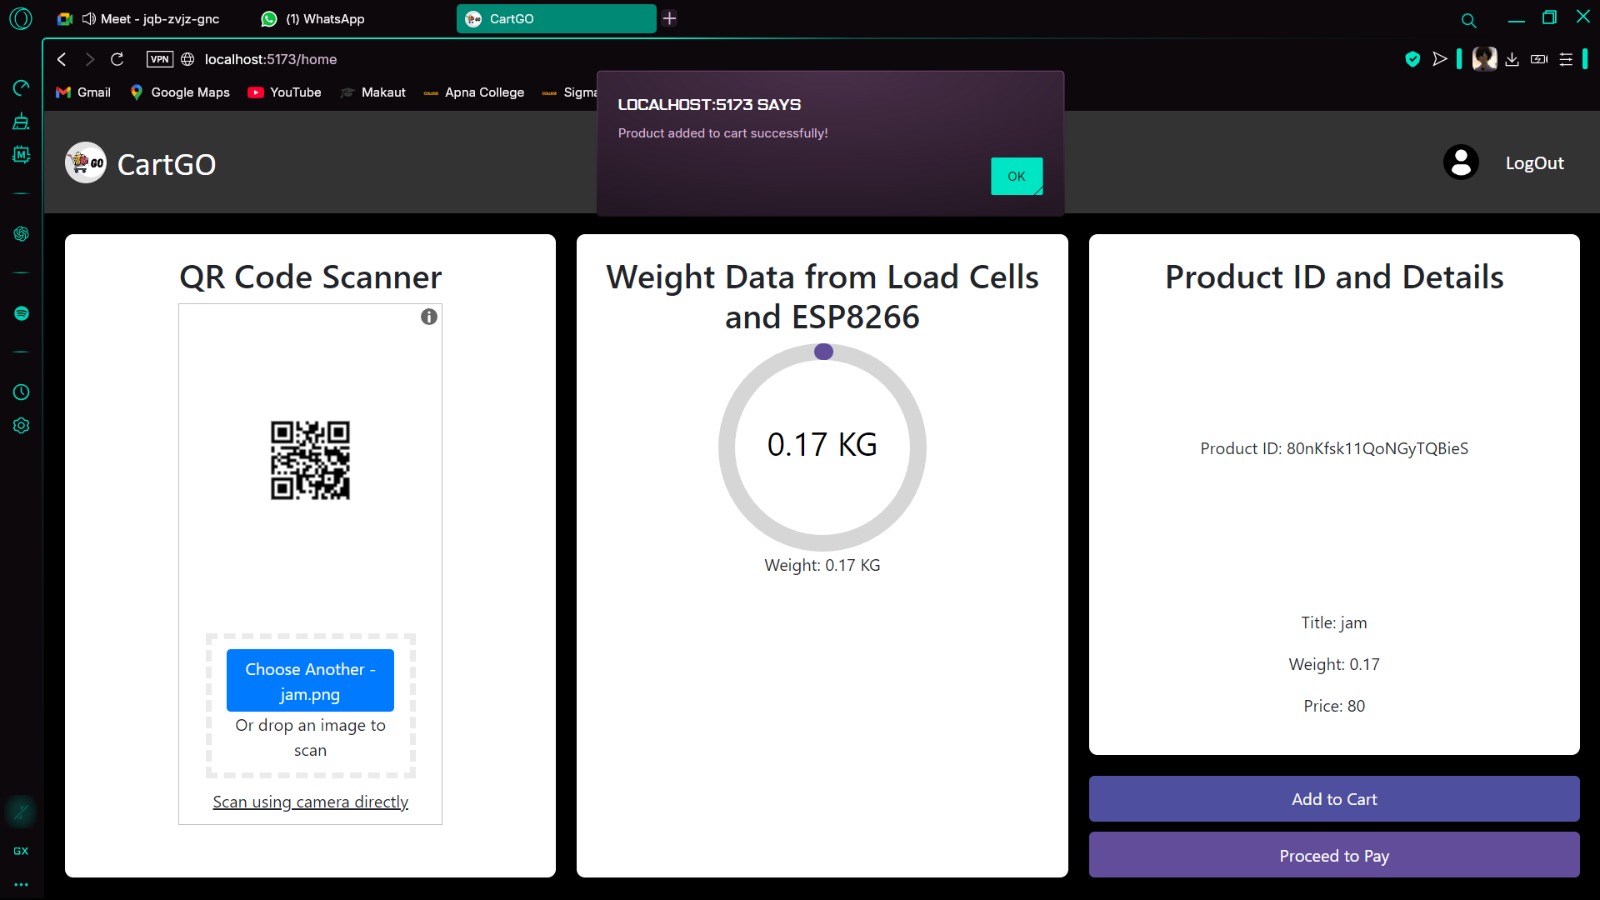 Meet - jqb-zvjz-gnc
(1) WhatsApp
CartGO
VPN
localhost:5173/home
Gmail
Google Maps
YouTube
Makaut
Apna College
Sigma
LOCALHOST:5173 SAYS
Product added to cart successfully!
OK
GO
CartGO
LogOut
QR Code Scanner
Choose Another -
jam.png
Or drop an image to
scan
Scan using camera directly
Weight Data from Load Cells
and ESP8266
0.17 KG
Weight: 0.17 KG
Product ID and Details
Product ID: 80nKfsk11QoNGyTQBieS
Title: jam
Weight: 0.17
Price: 80
Add to Cart
Proceed to Pay
M
GX